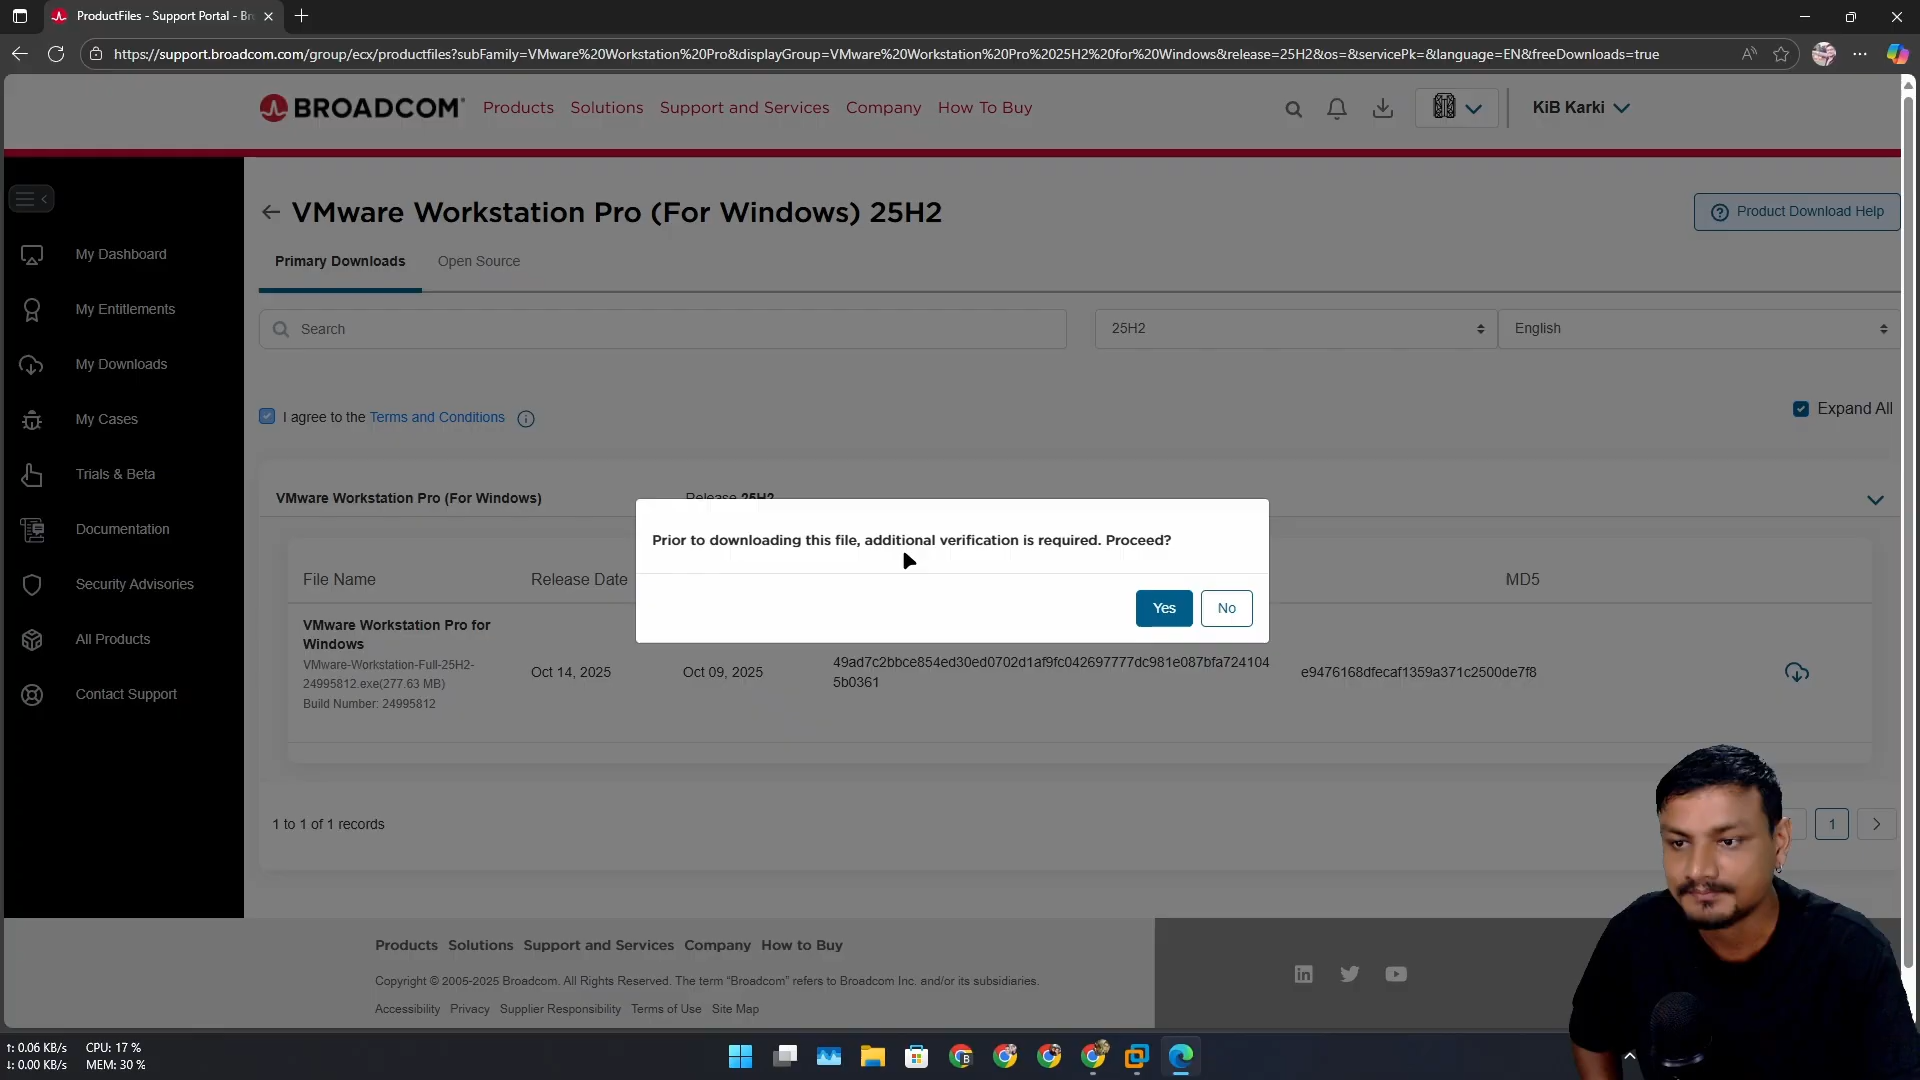 ProductFiles - Support Portal - Br
https://support.broadcom.com/group/ecx/productfiles?subFamily=VMware%20Workstation%20Pro&displayGroup=VMware%20Workstation%20Pro%2025H2%20for%20Windows&release=25H2&os=&servicePk=&language=EN&freeDownloads=true
BROADCOM
Products
Solutions
Support and Services
Company
How To Buy
KiB Karki
VMware Workstation Pro (For Windows) 25H2
Product Download Help
My Dashboard
My Entitlements
My Downloads
My Cases
Trials & Beta
Documentation
Security Advisories
All Products
Contact Support
Primary Downloads
Open Source
Search
25H2
English
I agree to the Terms and Conditions
Expand All
VMware Workstation Pro (For Windows)
Release 25H2
Prior to downloading this file, additional verification is required. Proceed?
Yes
No
File Name
Release Date
MD5
VMware Workstation Pro for
Windows
VMware-Workstation-Full-25H2-
24995812.exe(277.63 MB)
Build Number: 24995812
Oct 14, 2025
Oct 09, 2025
49ad7c2bbce854ed30ed0702d1af9fc042697777dc981e087bfa724104
5b0361
e9476168dfecaf1359a371c2500de7f8
1 to 1 of 1 records
1
Products
Solutions
Support and Services
Company
How to Buy
Copyright © 2005-2025 Broadcom. All Rights Reserved. The term “Broadcom” refers to Broadcom Inc. and/or its subsidiaries.
Accessibility
Privacy
Supplier Responsibility
Terms of Use
Site Map
↑: 0.06 KB/s
↓: 0.00 KB/s
CPU: 17 %
MEM: 30 %